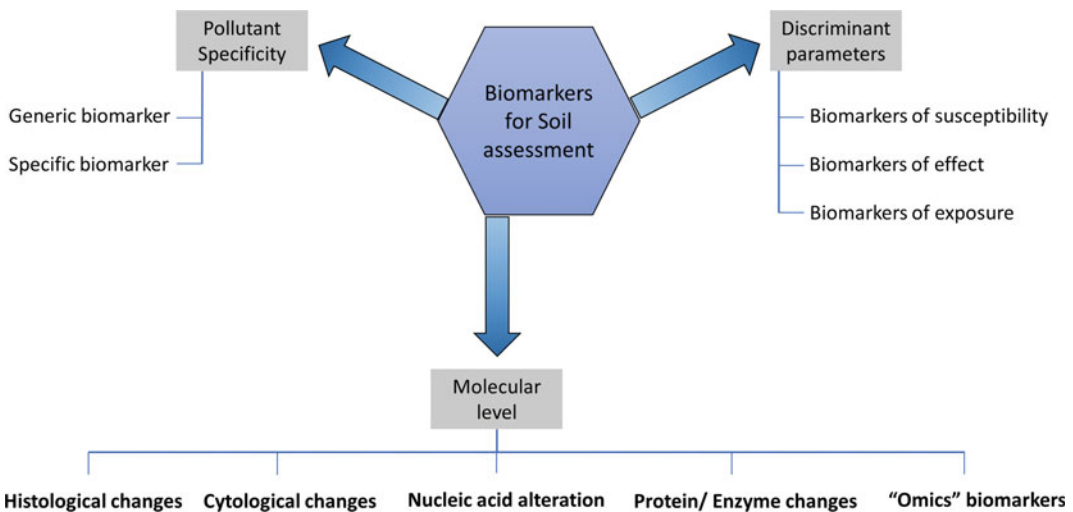 Pollutant
Specificity
Generic biomarker
Specific biomarker
Biomarkers
for Soil
assessment
Discriminant
parameters
Biomarkers of susceptibility
Biomarkers of effect
Biomarkers of exposure
Molecular
level
Histological changes
Cytological changes
Nucleic acid alteration
Protein/ Enzyme changes
“Omics” biomarkers